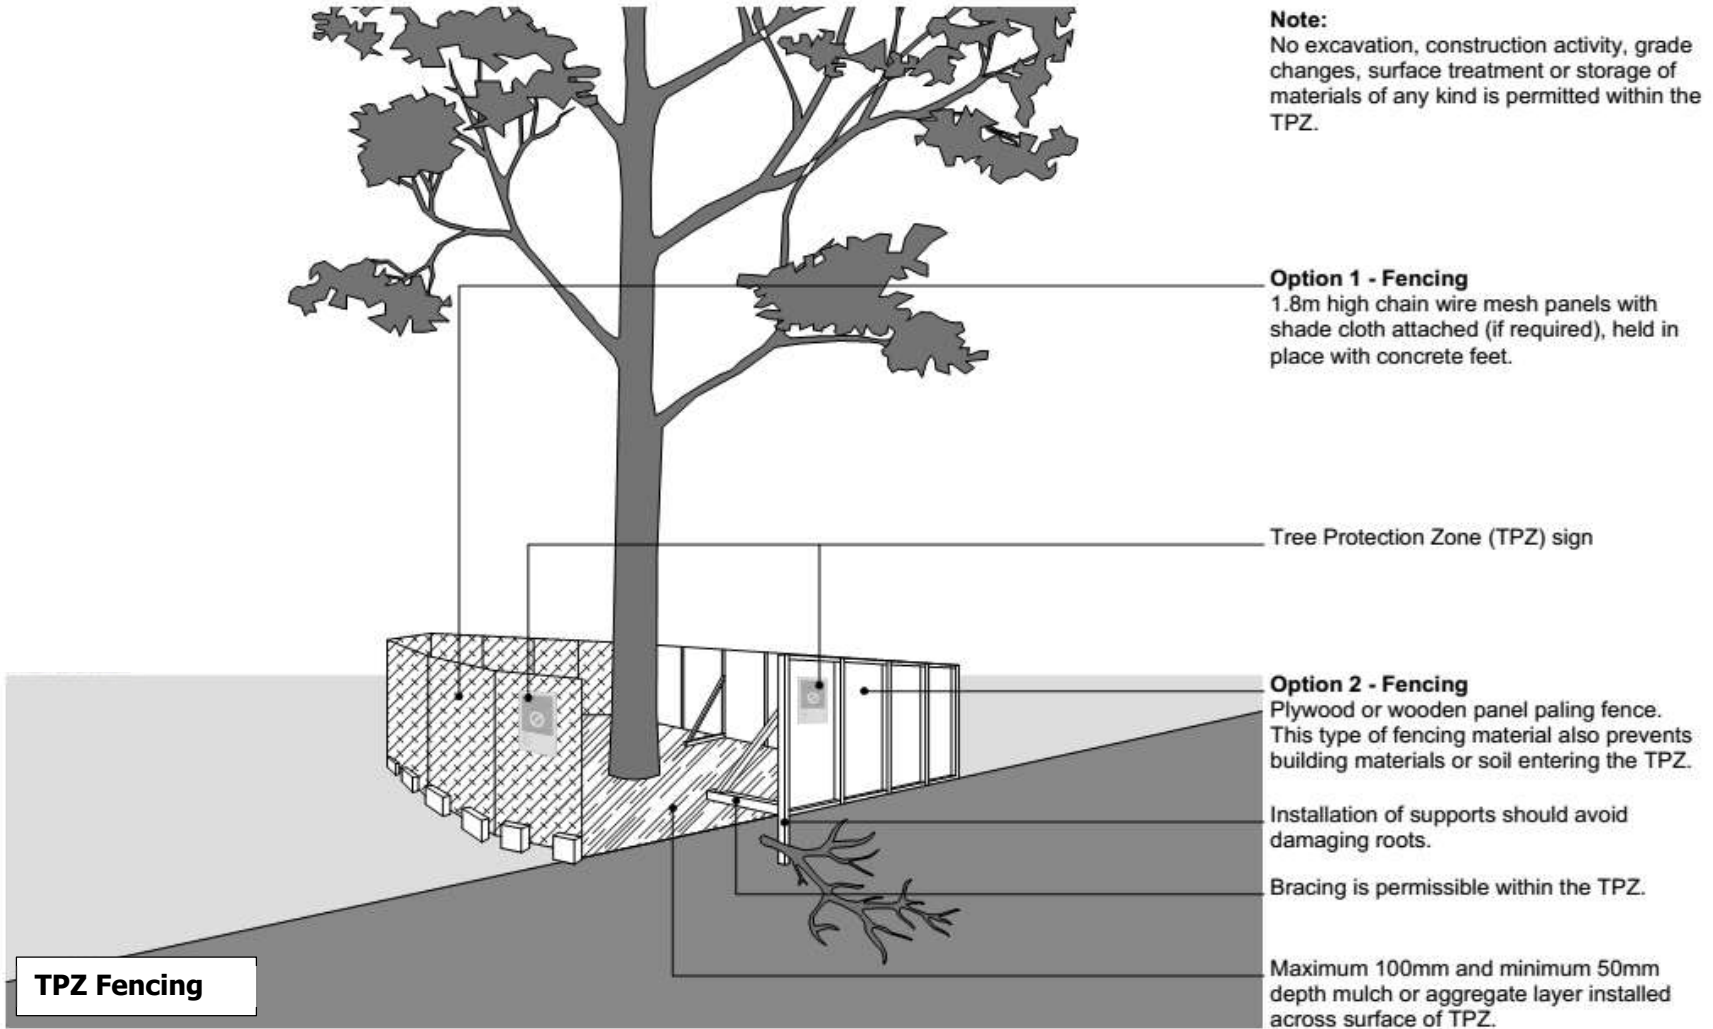 Note:
No excavation, construction activity, grade
changes, surface treatment or storage of
materials of any kind is permitted within the
TPZ.
Option 1 - Fencing
1.8m high chain wire mesh panels with
shade cloth attached (if required), held in
place with concrete feet.
Tree Protection Zone (TPZ) sign
Option 2 - Fencing
Plywood or wooden panel paling fence.
This type of fencing material also prevents
building materials or soil entering the TPZ.
Installation of supports should avoid
damaging roots.
Bracing is permissible within the TPZ.
Maximum 100mm and minimum 50mm
depth mulch or aggregate layer installed
across surface of TPZ.
TPZ Fencing